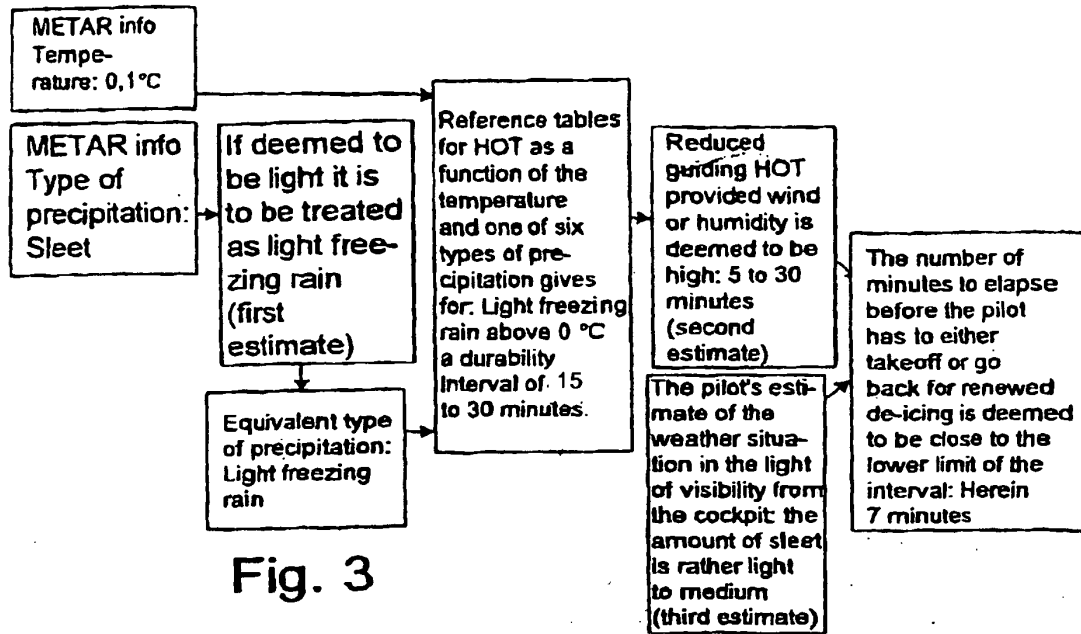 METAR info
Tempe-
rature: 0,1°C
METAR info
Type of
precipitation:
Sleet
If deemed to
be light it is
to be treated
as light free-
zing rain
(first
estimate)
Equivalent type
of precipitation:
Light freezing
rain
Reference tables
for HOT as a
function of the
temperature
and one of six
types of pre-
cipitation gives
for: Light freezing
rain above 0 °C
a durability
Interval of 15
to 30 minutes.
Reduced
guiding HOT
provided wind
or humidity is
deemed to be
high: 5 to 30
minutes
(second
estimate)
The pilot's esti-
mate of the
weather situa-
tion in the light
of visibility from
the cockpit: the
amount of sleet
is rather light
to medium
(third estimate)
The number of
minutes to elapse
before the pilot
has to either
takeoff or go
back for renewed
de-icing is deemed
to be close to the
lower limit of the
interval: Herein
7 minutes
Fig. 3